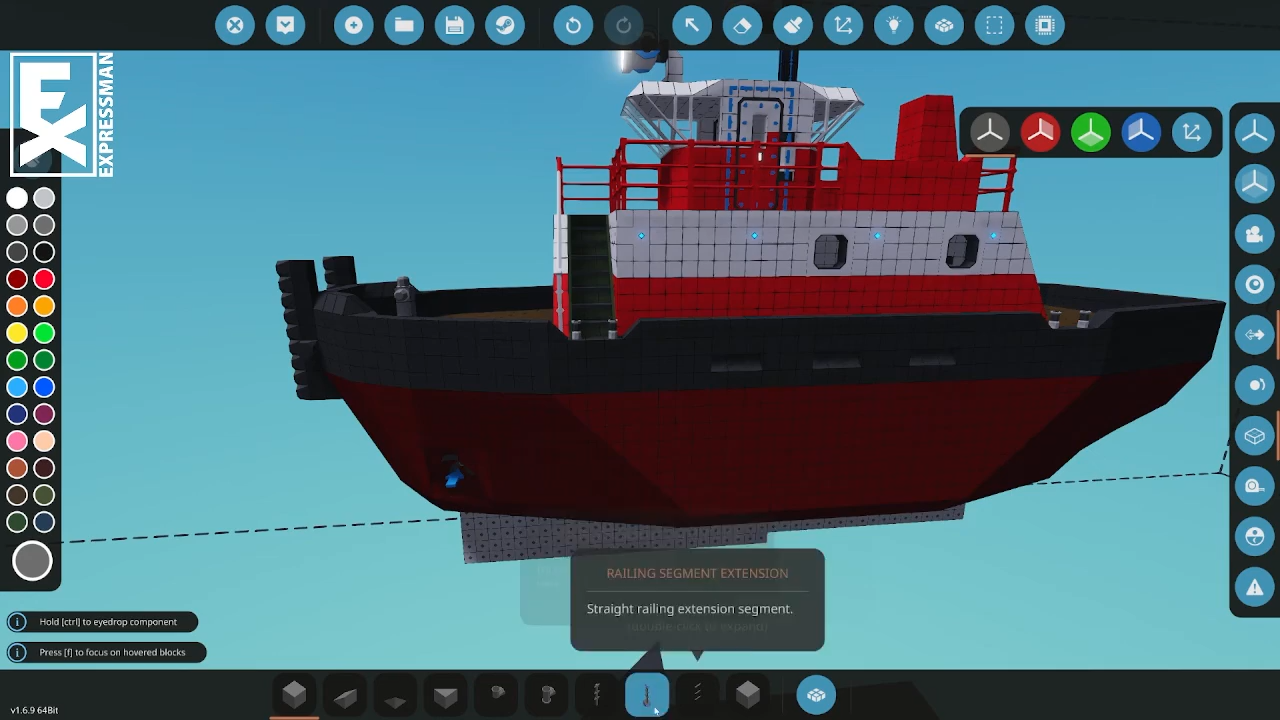 EX
EXPRESSMAN
RAILING SEGMENT EXTENSION
Straight railing extension segment.
Hold [ctrl] to eyedrop component
Press [f] to focus on hovered blocks
v1.6.9 64Bit